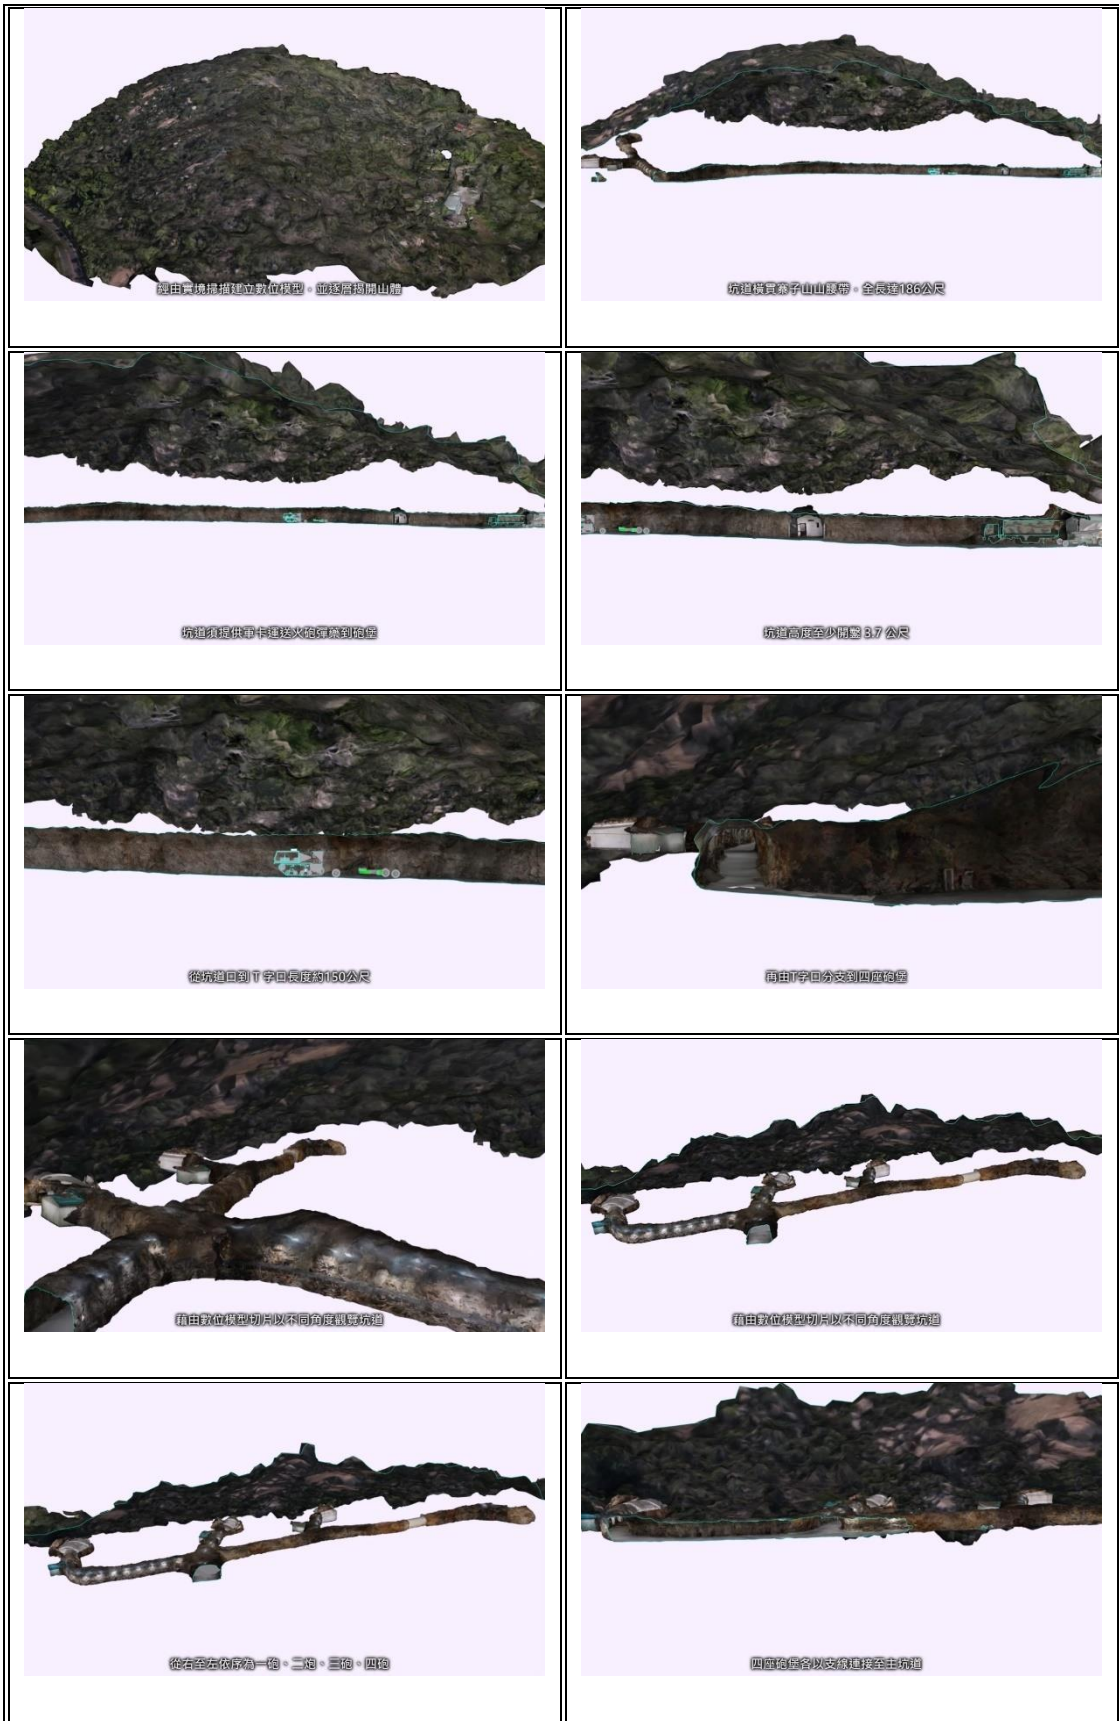 經由實境掃描建立數位模型，並逐層揭開山體
坑道橫貫寨子山山腰帶，全長達186公尺
坑道須提供軍卡運送火砲彈藥到砲堡
坑道高度至少開鑿 3.7 公尺
從坑道口到 T 字口長度約150公尺
再由T字口分支到四座砲堡
藉由數位模型切片以不同角度觀覽坑道
藉由數位模型切片以不同角度觀覽坑道
從右至左依序為一砲、二炮、三砲、四砲
四座砲堡各以支線連接至主坑道